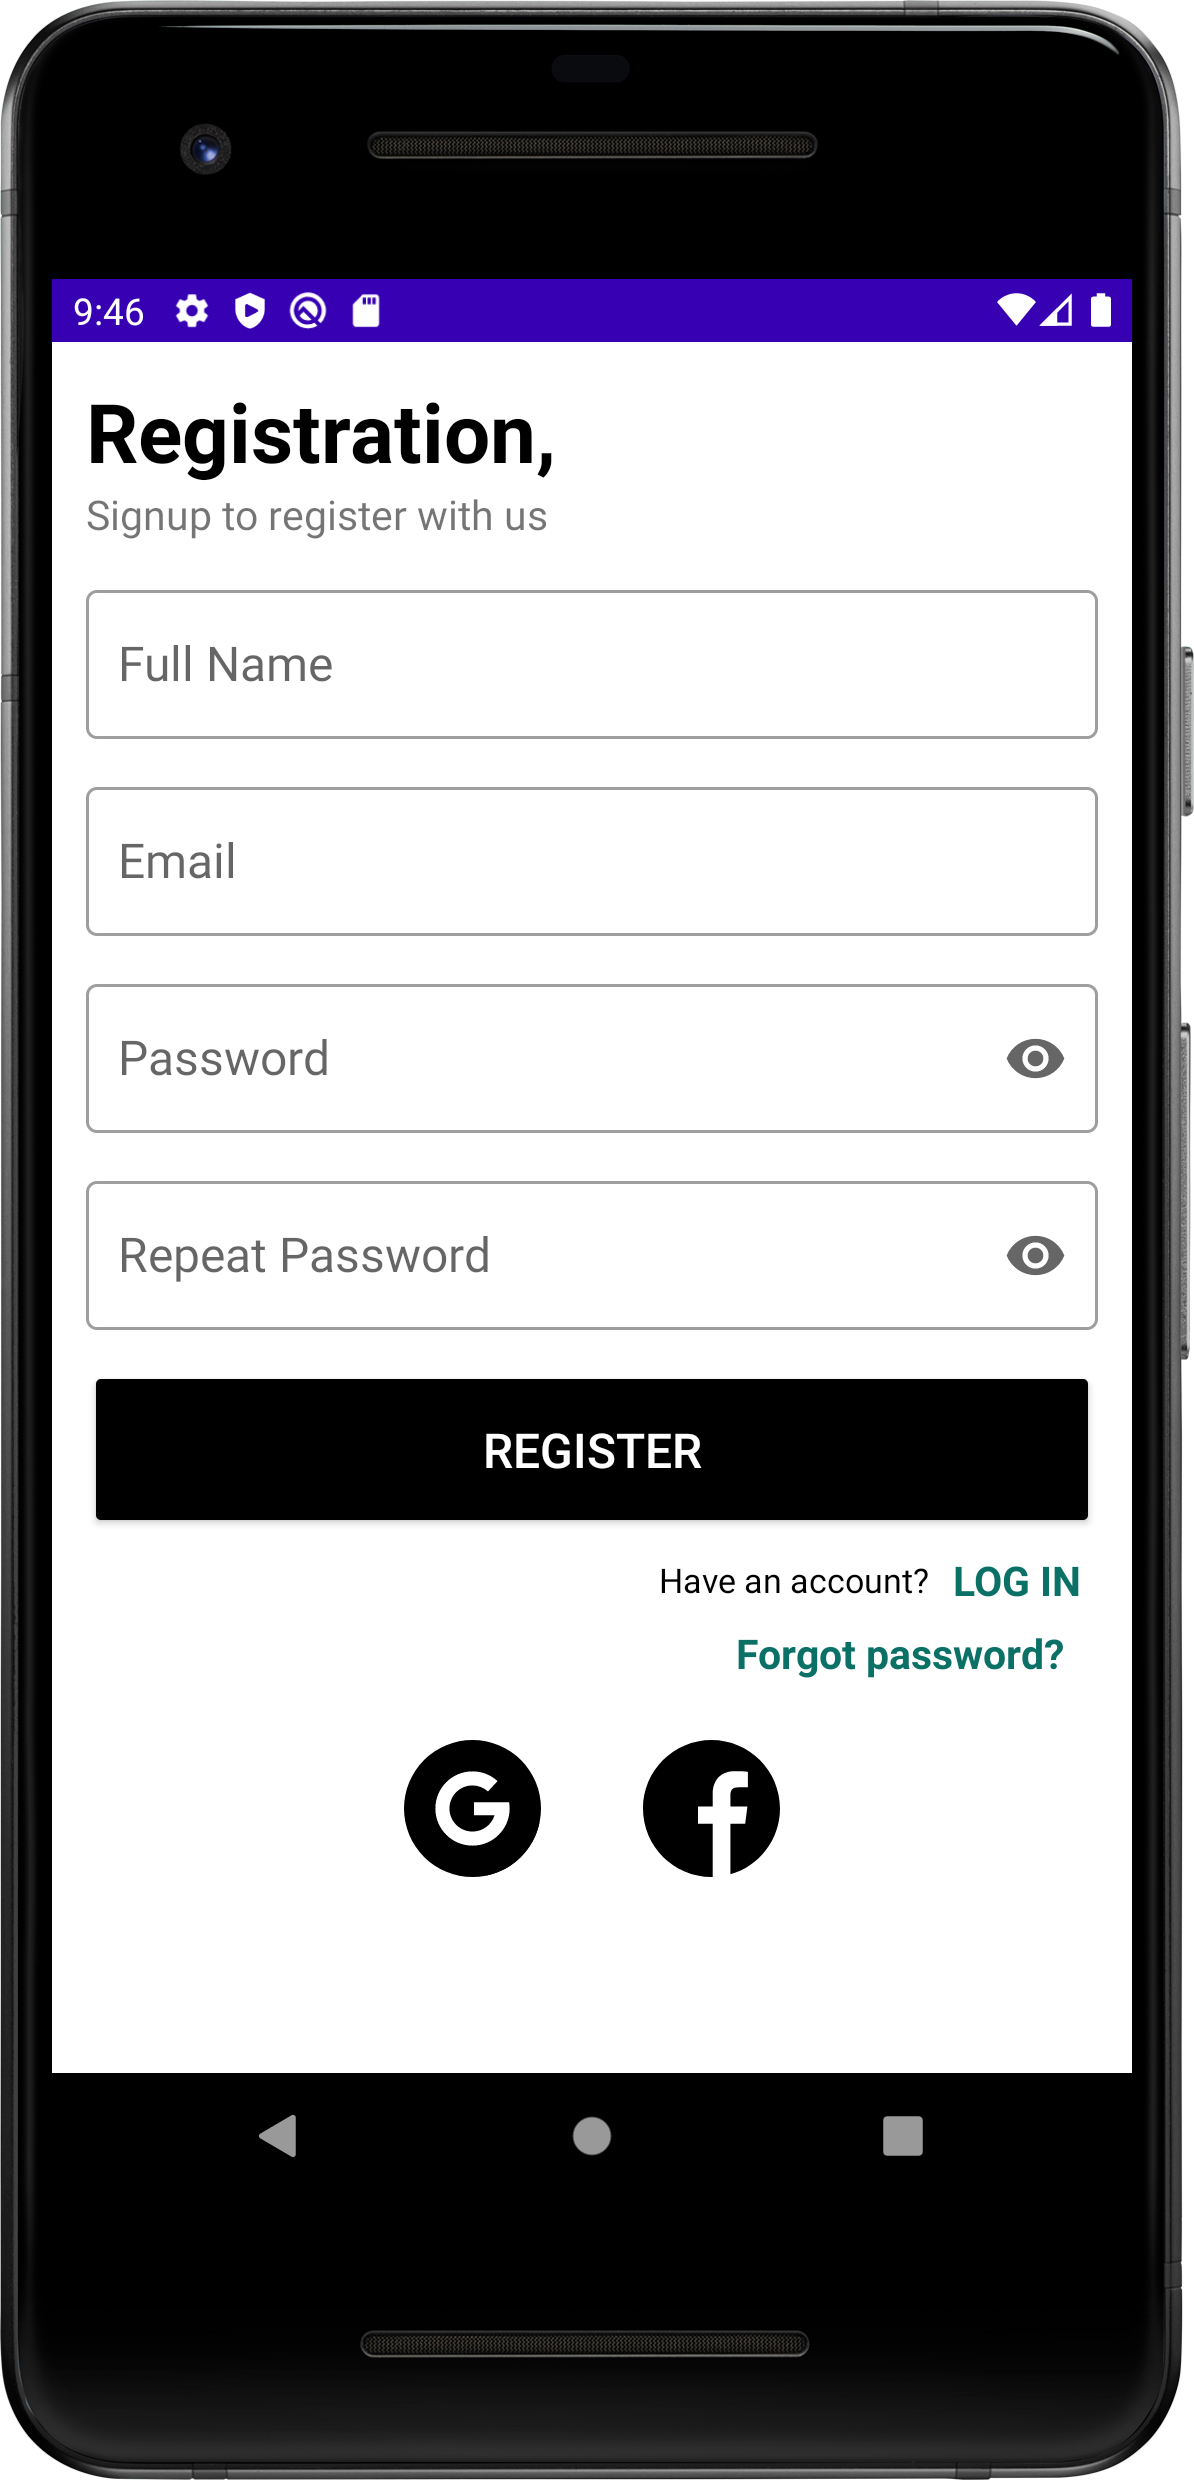 9:46
Registration,
Signup to register with us
Full Name
Email
Password
Repeat Password
REGISTER
Have an account? LOG IN
Forgot password?